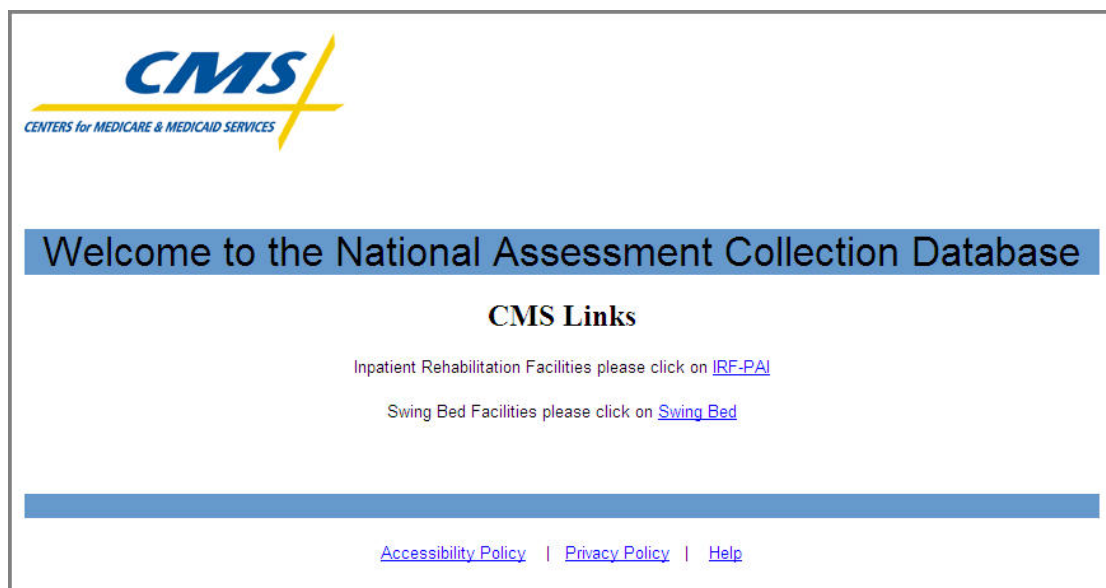 CMS
CENTERS for MEDICARE & MEDICAID SERVICES
Welcome to the National Assessment Collection Database
CMS Links
Inpatient Rehabilitation Facilities please click on IRF-PAI
Swing Bed Facilities please click on Swing Bed
Accessibility Policy | Privacy Policy | Help